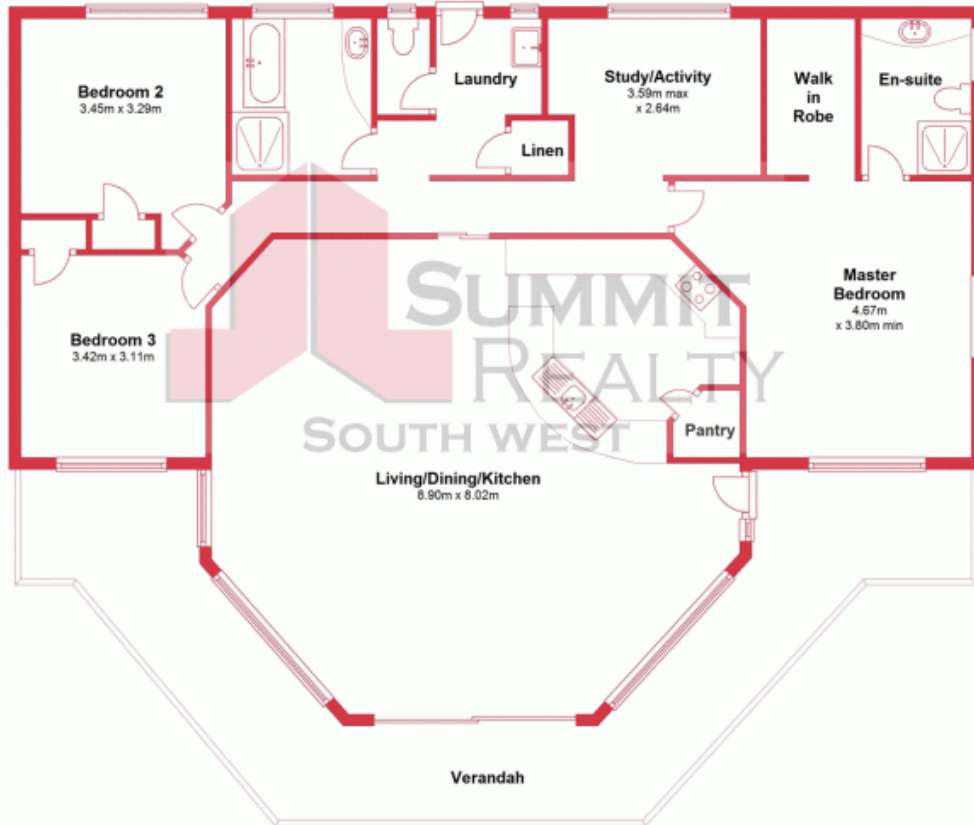 Bedroom 2
3.45m x 3.29m
Laundry
Study/Activity
3.59m max
x 2.64m
Walk
in
Robe
En-suite
Linen
Master
Bedroom
4.67m
x 3.80m min
Bedroom 3
3.42m x 3.11m
SUMMIT
REALTY
SOUTH WEST
Pantry
Living/Dining/Kitchen
8.90m x 8.02m
Verandah